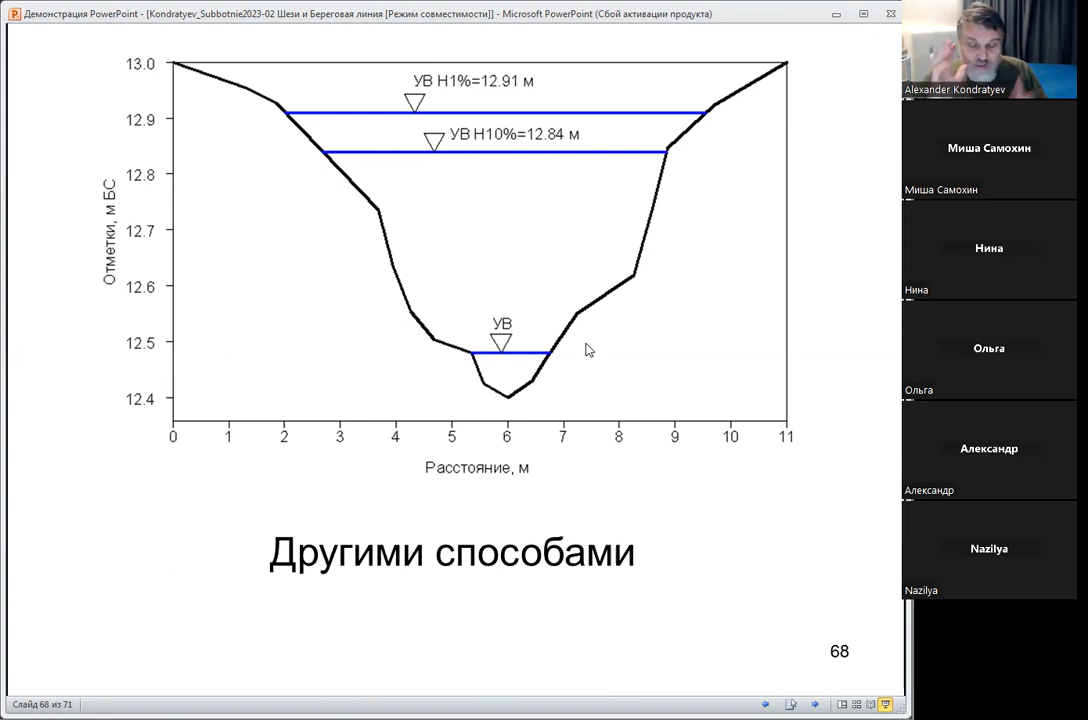 Демонстрация PowerPoint - [Kondratyev_Subbotnie2023-02 Шези и Береговая линия [Режим совместимости]] - Microsoft PowerPoint (Сбой активации продукта)
13.0
УВ Н1%=12.91 м
12.9
УВ Н10%=12.84 м
12.8
12.7
12.6
12.5
12.4
Отметки, м БС
УВ
0 1 2 3 4 5 6 7 8 9 10 11
Расстояние, м
Другими способами
68
Слайд 68 из 71
Alexander Kondratyev
Миша Самохин
Миша Самохин
Нина
Нина
Ольга
Ольга
Александр
Александр
Nazilya
Nazilya